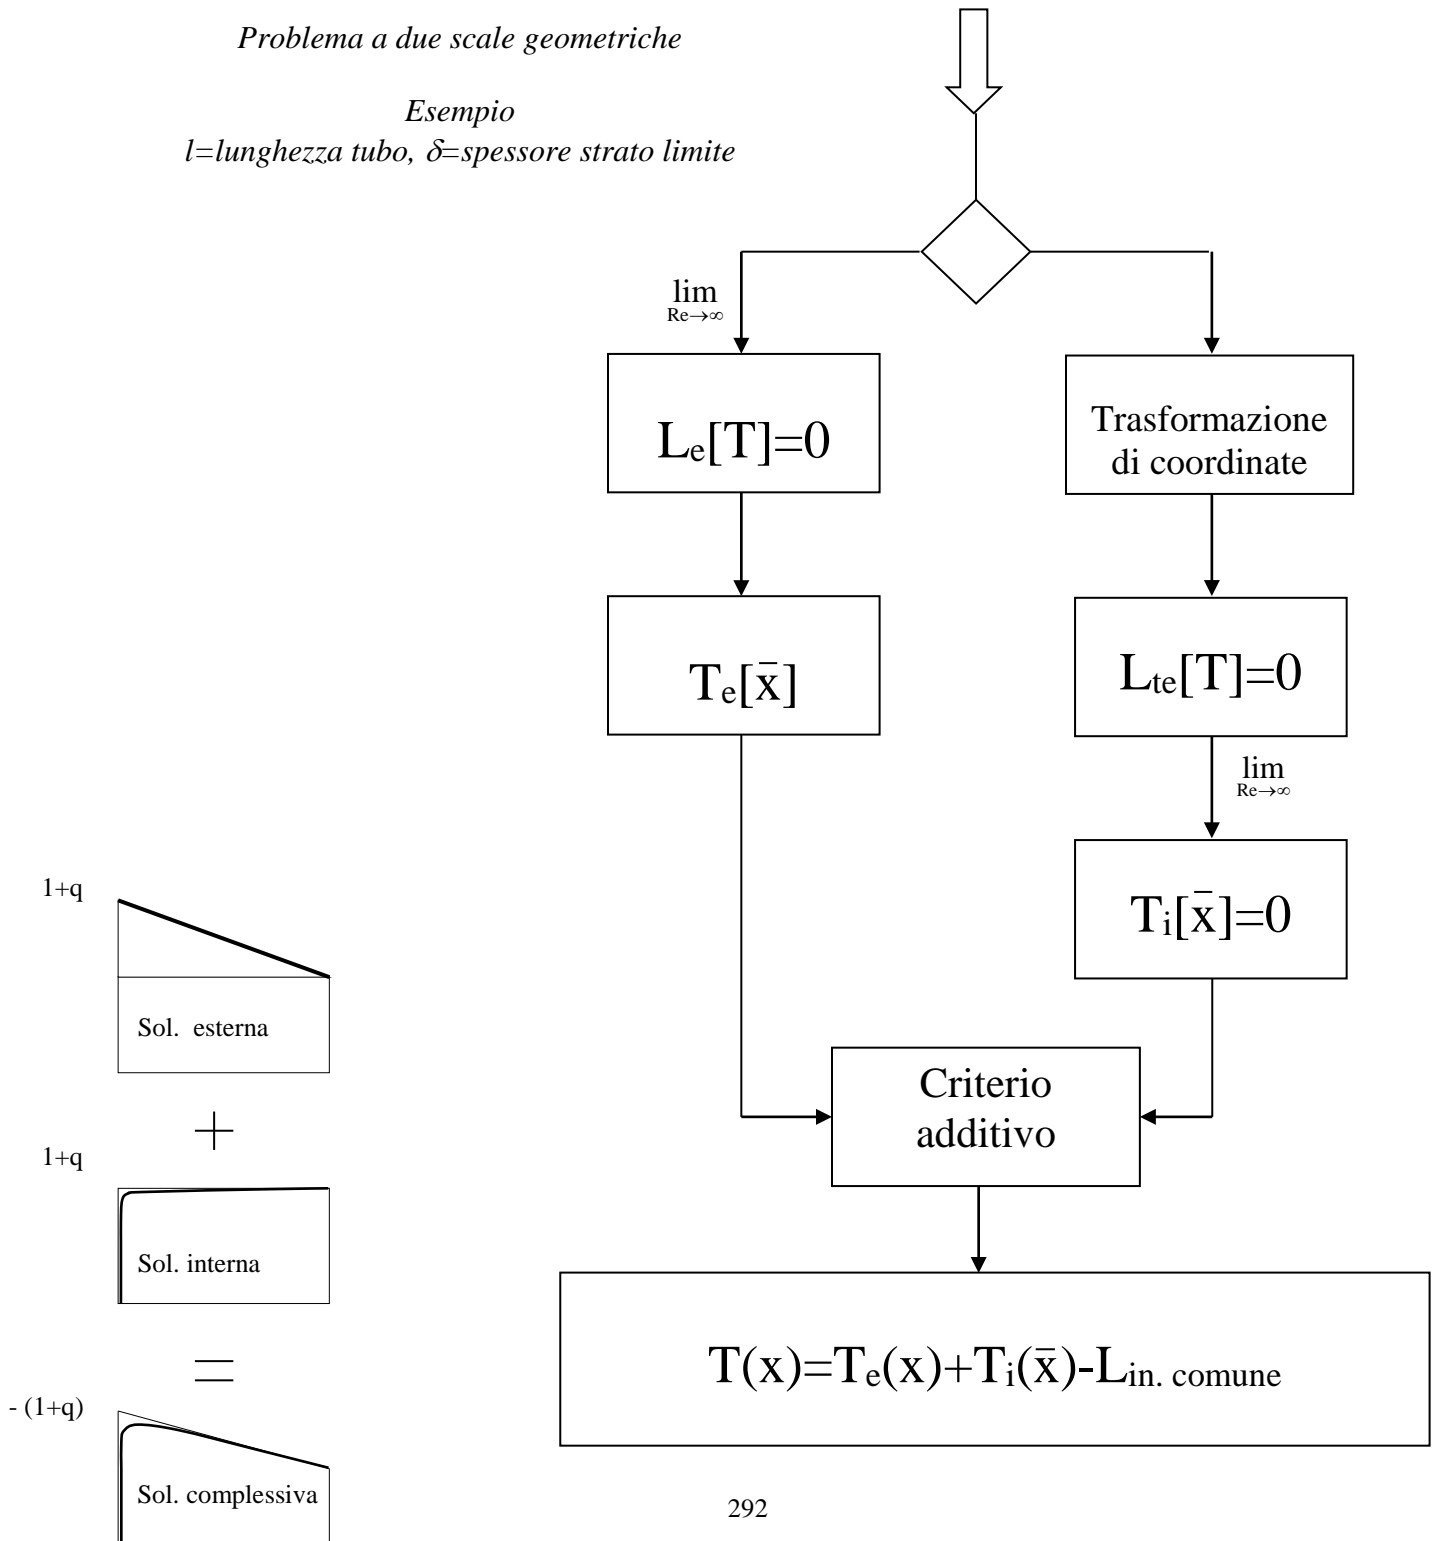 Problema a due scale geometriche
Esempio
l=lunghezza tubo, δ=spessore strato limite
lim
Re→∞
Lₑ[T]=0
Trasformazione
di coordinate
Tₑ[x̄]
Lₜₑ[T]=0
lim
Re→∞
Tᵢ[x̄]=0
Criterio
additivo
T(x)=Tₑ(x)+Tᵢ(x̄)-Lin. comune
1+q
Sol. esterna
+
1+q
Sol. interna
=
- (1+q)
Sol. complessiva
292